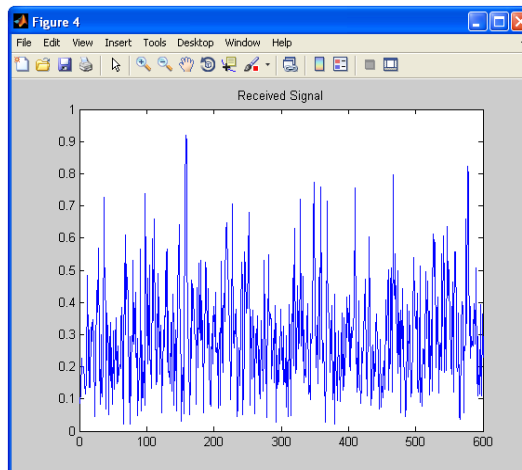 Figure 4
File Edit View Insert Tools Desktop Window Help
Received Signal
1
0.9
0.8
0.7
0.6
0.5
0.4
0.3
0.2
0.1
0
0 100 200 300 400 500 600